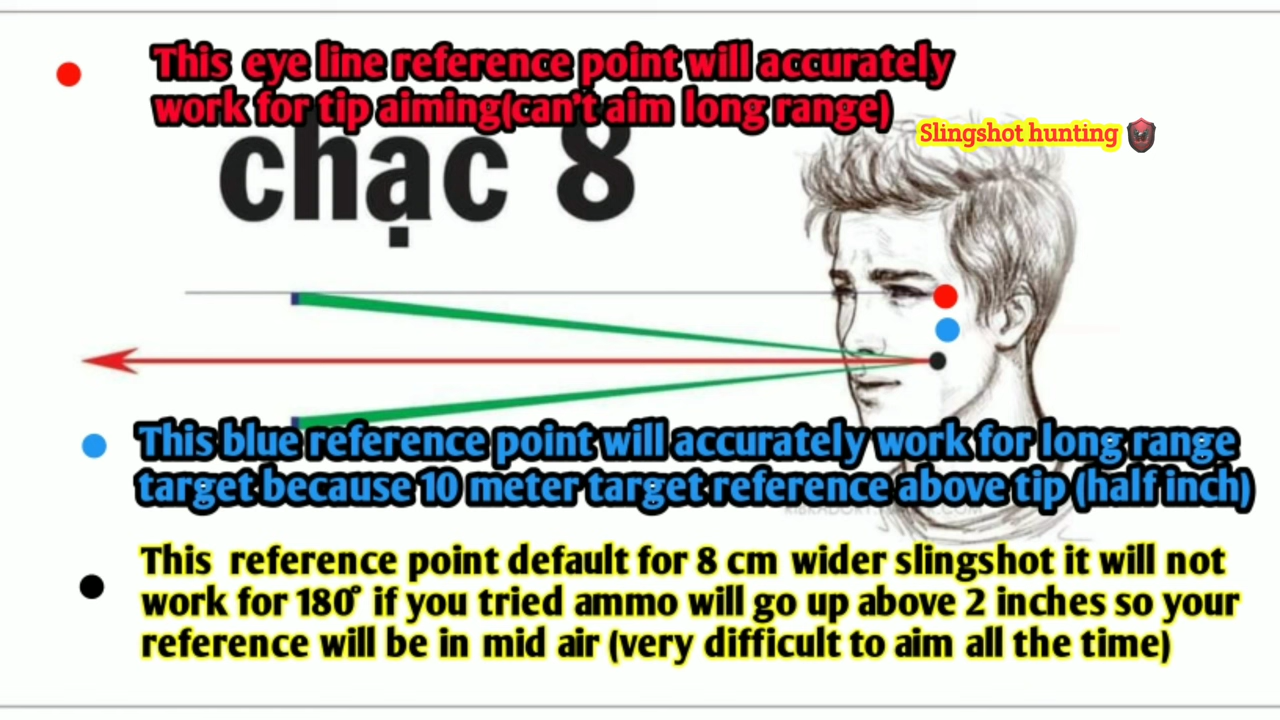 This eye line reference point will accurately
work for tip aiming(can't aim long range)
Slingshot hunting
chạc 8
This blue reference point will accurately work for long range
target because 10 meter target reference above tip (half inch)
This reference point default for 8 cm wider slingshot it will not
work for 180° if you tried ammo will go up above 2 inches so your
reference will be in mid air (very difficult to aim all the time)